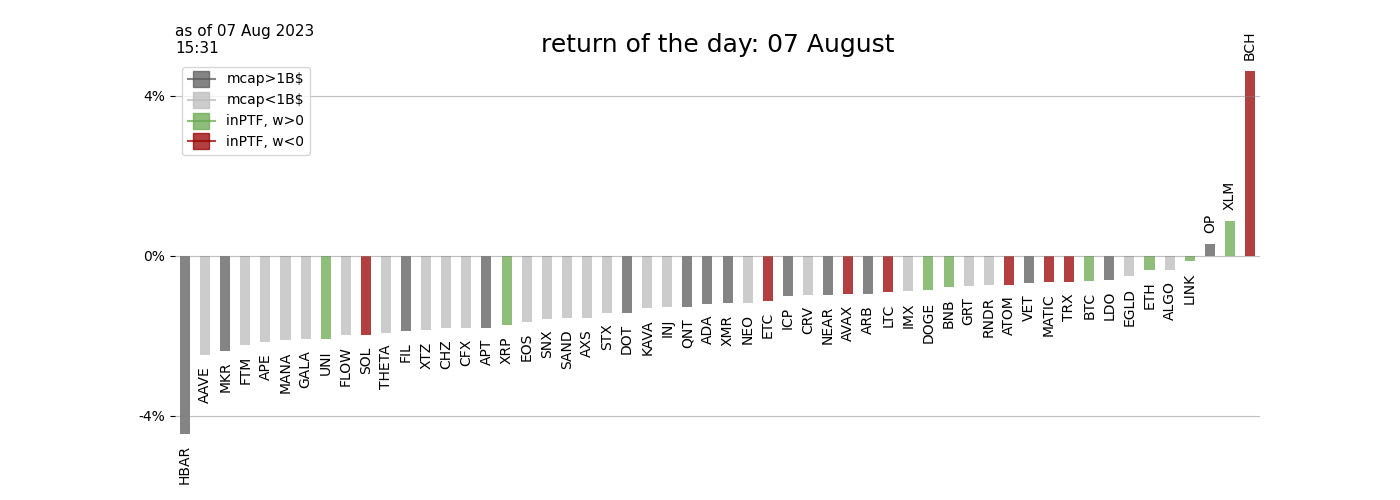 as of 07 Aug 2023
15:31
return of the day: 07 August
mcap>1B$
mcap<1B$
inPTF, w>0
inPTF, w<0
4%
0%
-4%
HBAR
AAVE
MKR
FTM
APE
MANA
GALA
UNI
FLOW
SOL
THETA
FIL
XTZ
CHZ
CFX
APT
XRP
EOS
SNX
SAND
AXS
STX
DOT
KAVA
INJ
QNT
ADA
XMR
NEO
ETC
ICP
CRV
NEAR
AVAX
ARB
LTC
IMX
DOGE
BNB
GRT
RNDR
ATOM
VET
MATIC
TRX
BTC
LDO
EGLD
ETH
ALGO
LINK
OP
XLM
BCH